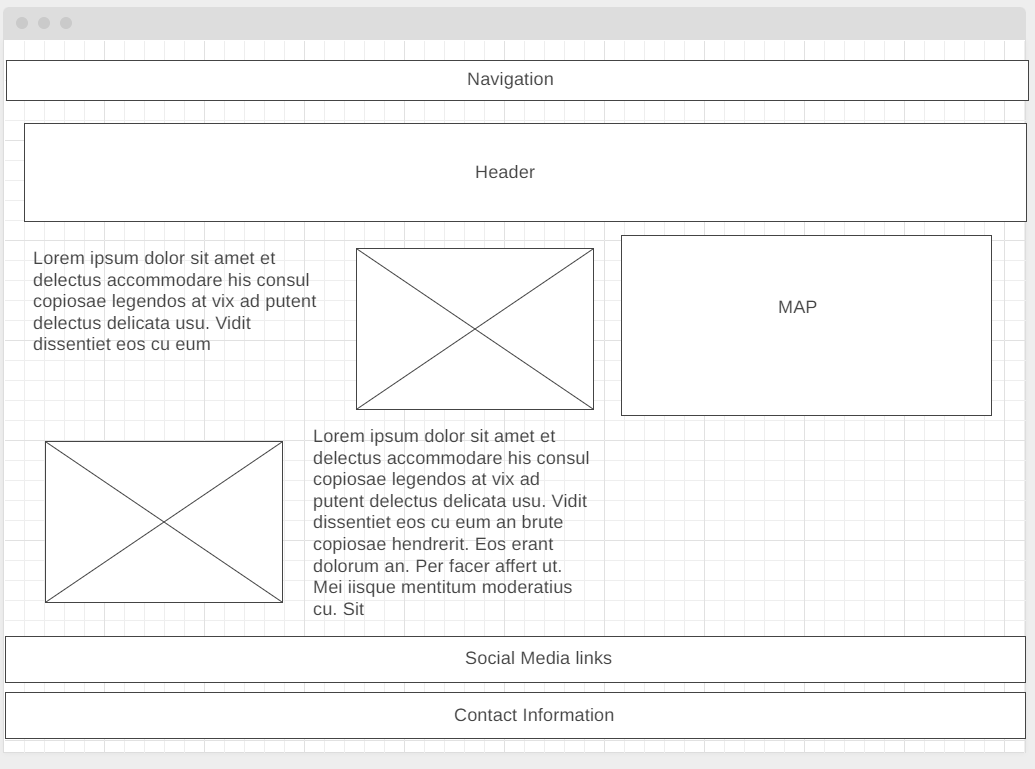 Navigation
Header
Lorem ipsum dolor sit amet et
delectus accommodare his consul
copiosae legendos at vix ad putent
delectus delicata usu. Vidit
dissentiet eos cu eum
MAP
Lorem ipsum dolor sit amet et
delectus accommodare his consul
copiosae legendos at vix ad
putent delectus delicata usu. Vidit
dissentiet eos cu eum an brute
copiosae hendrerit. Eos erant
dolorum an. Per facer affert ut.
Mei iisque mentitum moderatius
cu. Sit
Social Media links
Contact Information